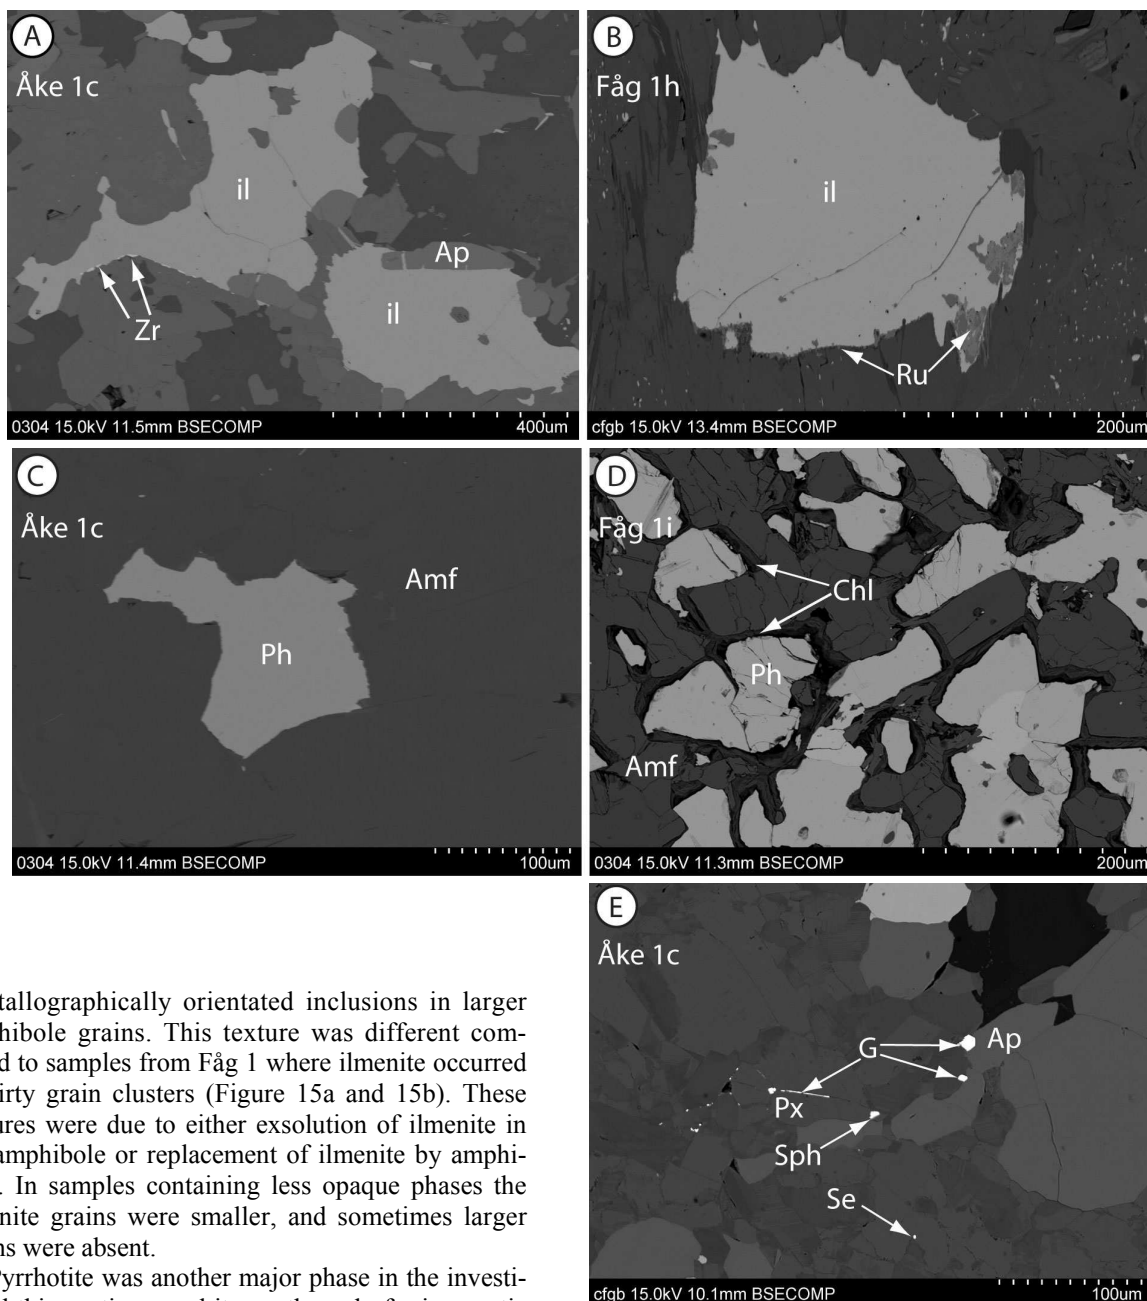 A
Åke 1c
il
Ap
il
Zr
0304 15.0kV 11.5mm BSECOMP 400um
B
Fåg 1h
il
Ru
cfgb 15.0kV 13.4mm BSECOMP 200um
C
Åke 1c
Amf
Ph
0304 15.0kV 11.4mm BSECOMP 100um
D
Fåg 1i
Chl
Ph
Amf
0304 15.0kV 11.3mm BSECOMP 200um
E
Åke 1c
G
Ap
Px
Sph
Se
cfgb 15.0kV 10.1mm BSECOMP 100um
tallographically orientated inclusions in larger
hibole grains. This texture was different com-
d to samples from Fåg 1 where ilmenite occurred
irty grain clusters (Figure 15a and 15b). These
ures were due to either exsolution of ilmenite in
amphibole or replacement of ilmenite by amphi-
. In samples containing less opaque phases the
nite grains were smaller, and sometimes larger
ns were absent.
Pyrrhotite was another major phase in the investi-